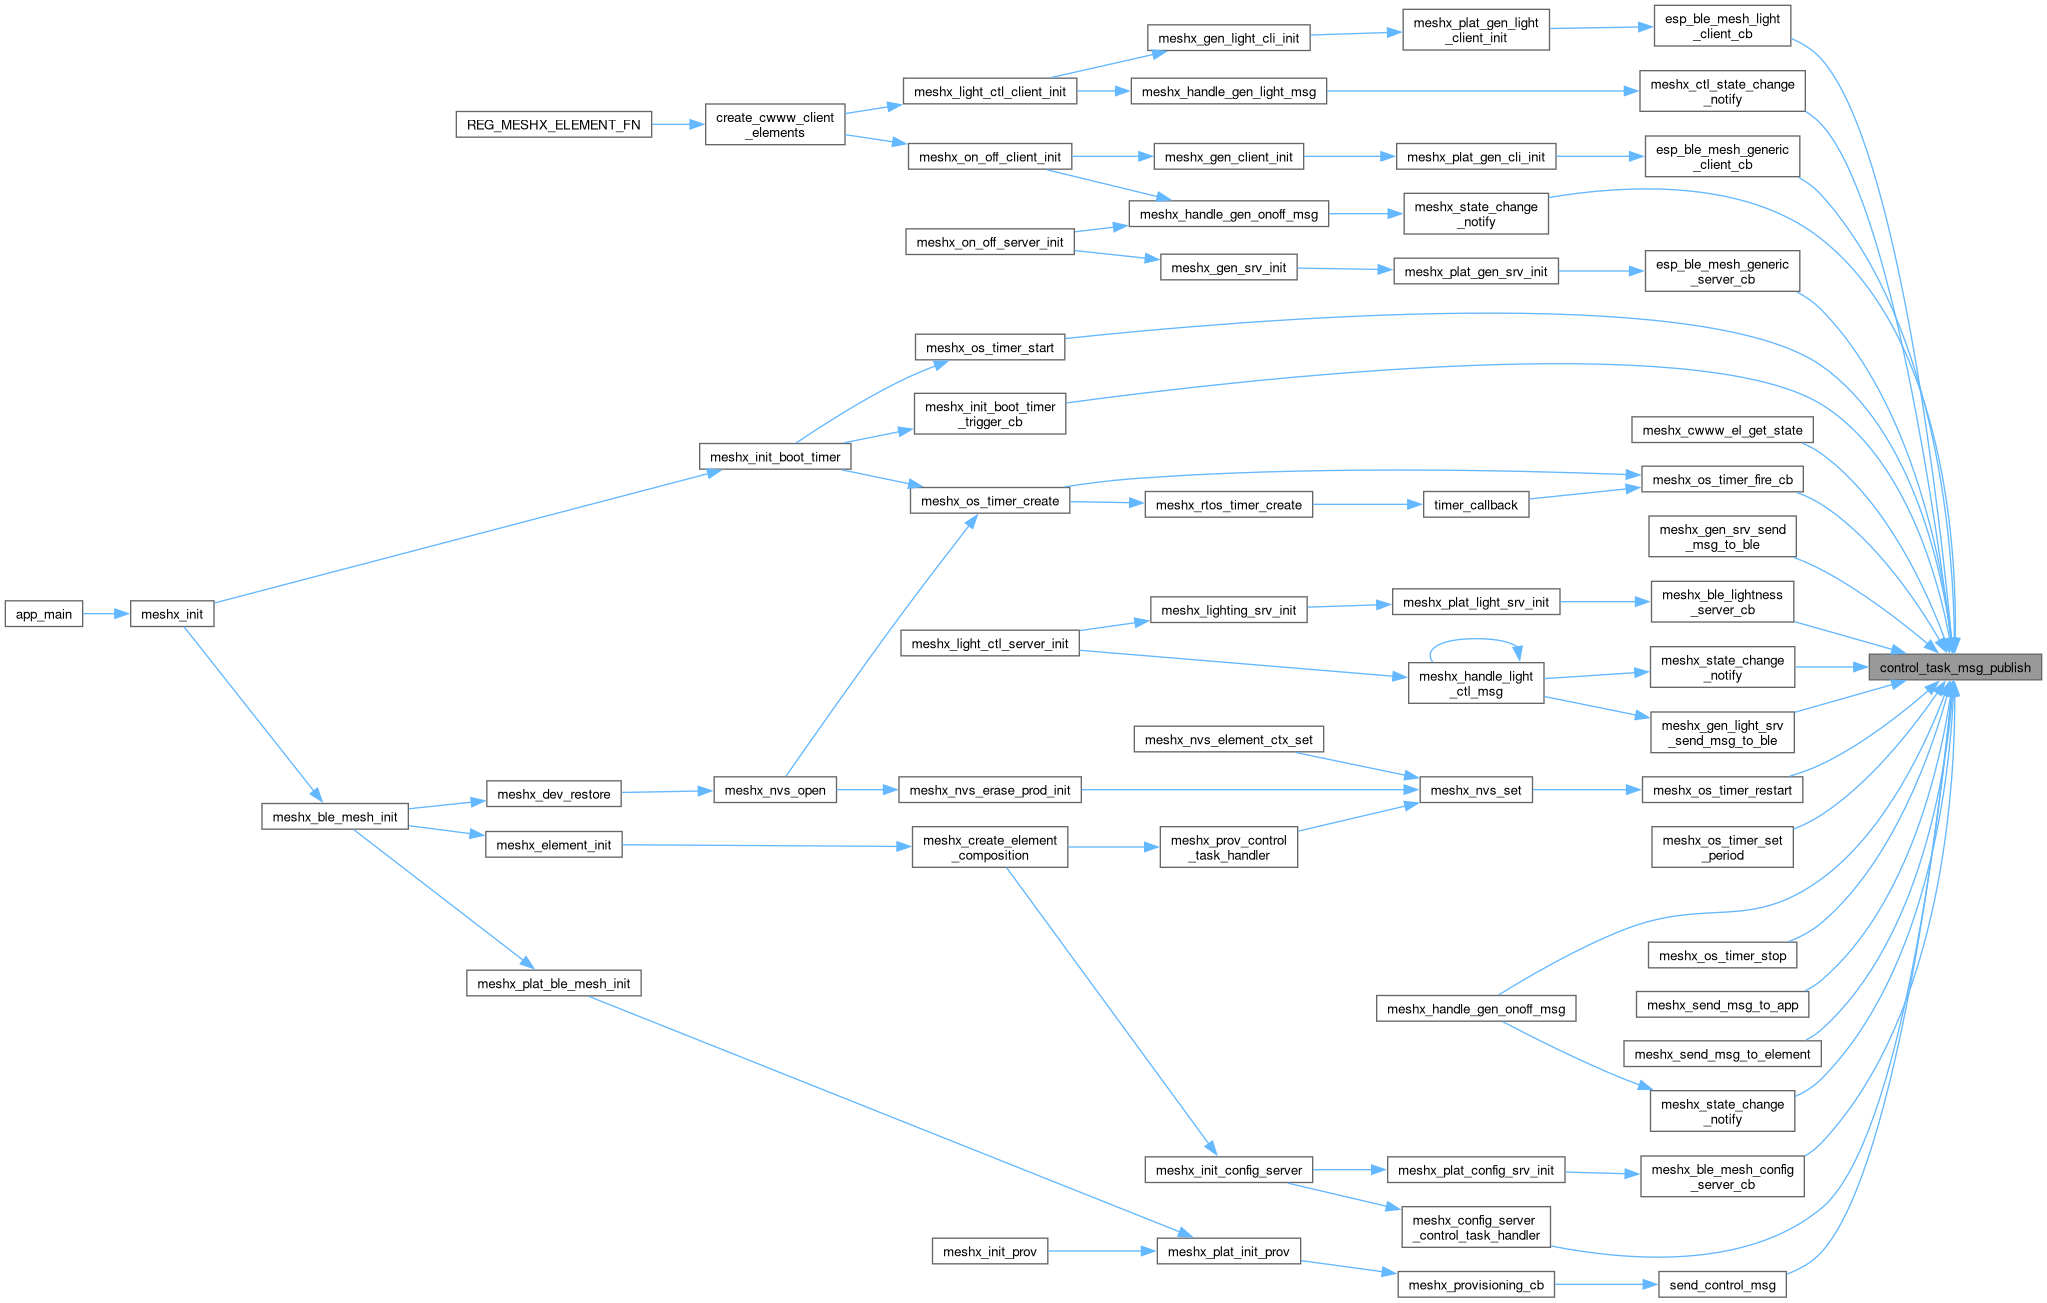 esp_ble_mesh_light
_client_cb
meshx_plat_gen_light
_client_init
meshx_gen_light_cli_init
meshx_ctl_state_change
_notify
meshx_handle_gen_light_msg
meshx_light_ctl_client_init
create_cwww_client
_elements
REG_MESHX_ELEMENT_FN
meshx_on_off_client_init
meshx_gen_client_init
meshx_plat_gen_cli_init
esp_ble_mesh_generic
_client_cb
meshx_state_change
_notify
meshx_handle_gen_onoff_msg
meshx_on_off_server_init
meshx_gen_srv_init
meshx_plat_gen_srv_init
esp_ble_mesh_generic
_server_cb
meshx_os_timer_start
meshx_init_boot_timer
_trigger_cb
meshx_cwww_el_get_state
meshx_init_boot_timer
meshx_os_timer_create
meshx_rtos_timer_create
timer_callback
meshx_os_timer_fire_cb
meshx_gen_srv_send
_msg_to_ble
app_main
meshx_init
meshx_lighting_srv_init
meshx_plat_light_srv_init
meshx_ble_lightness
_server_cb
meshx_light_ctl_server_init
meshx_handle_light
_ctl_msg
meshx_state_change
_notify
control_task_msg_publish
meshx_gen_light_srv
_send_msg_to_ble
meshx_nvs_element_ctx_set
meshx_dev_restore
meshx_nvs_open
meshx_nvs_erase_prod_init
meshx_nvs_set
meshx_os_timer_restart
meshx_ble_mesh_init
meshx_element_init
meshx_create_element
_composition
meshx_prov_control
_task_handler
meshx_os_timer_set
_period
meshx_os_timer_stop
meshx_plat_ble_mesh_init
meshx_handle_gen_onoff_msg
meshx_send_msg_to_app
meshx_send_msg_to_element
meshx_state_change
_notify
meshx_init_config_server
meshx_plat_config_srv_init
meshx_ble_mesh_config
_server_cb
meshx_config_server
_control_task_handler
meshx_init_prov
meshx_plat_init_prov
meshx_provisioning_cb
send_control_msg